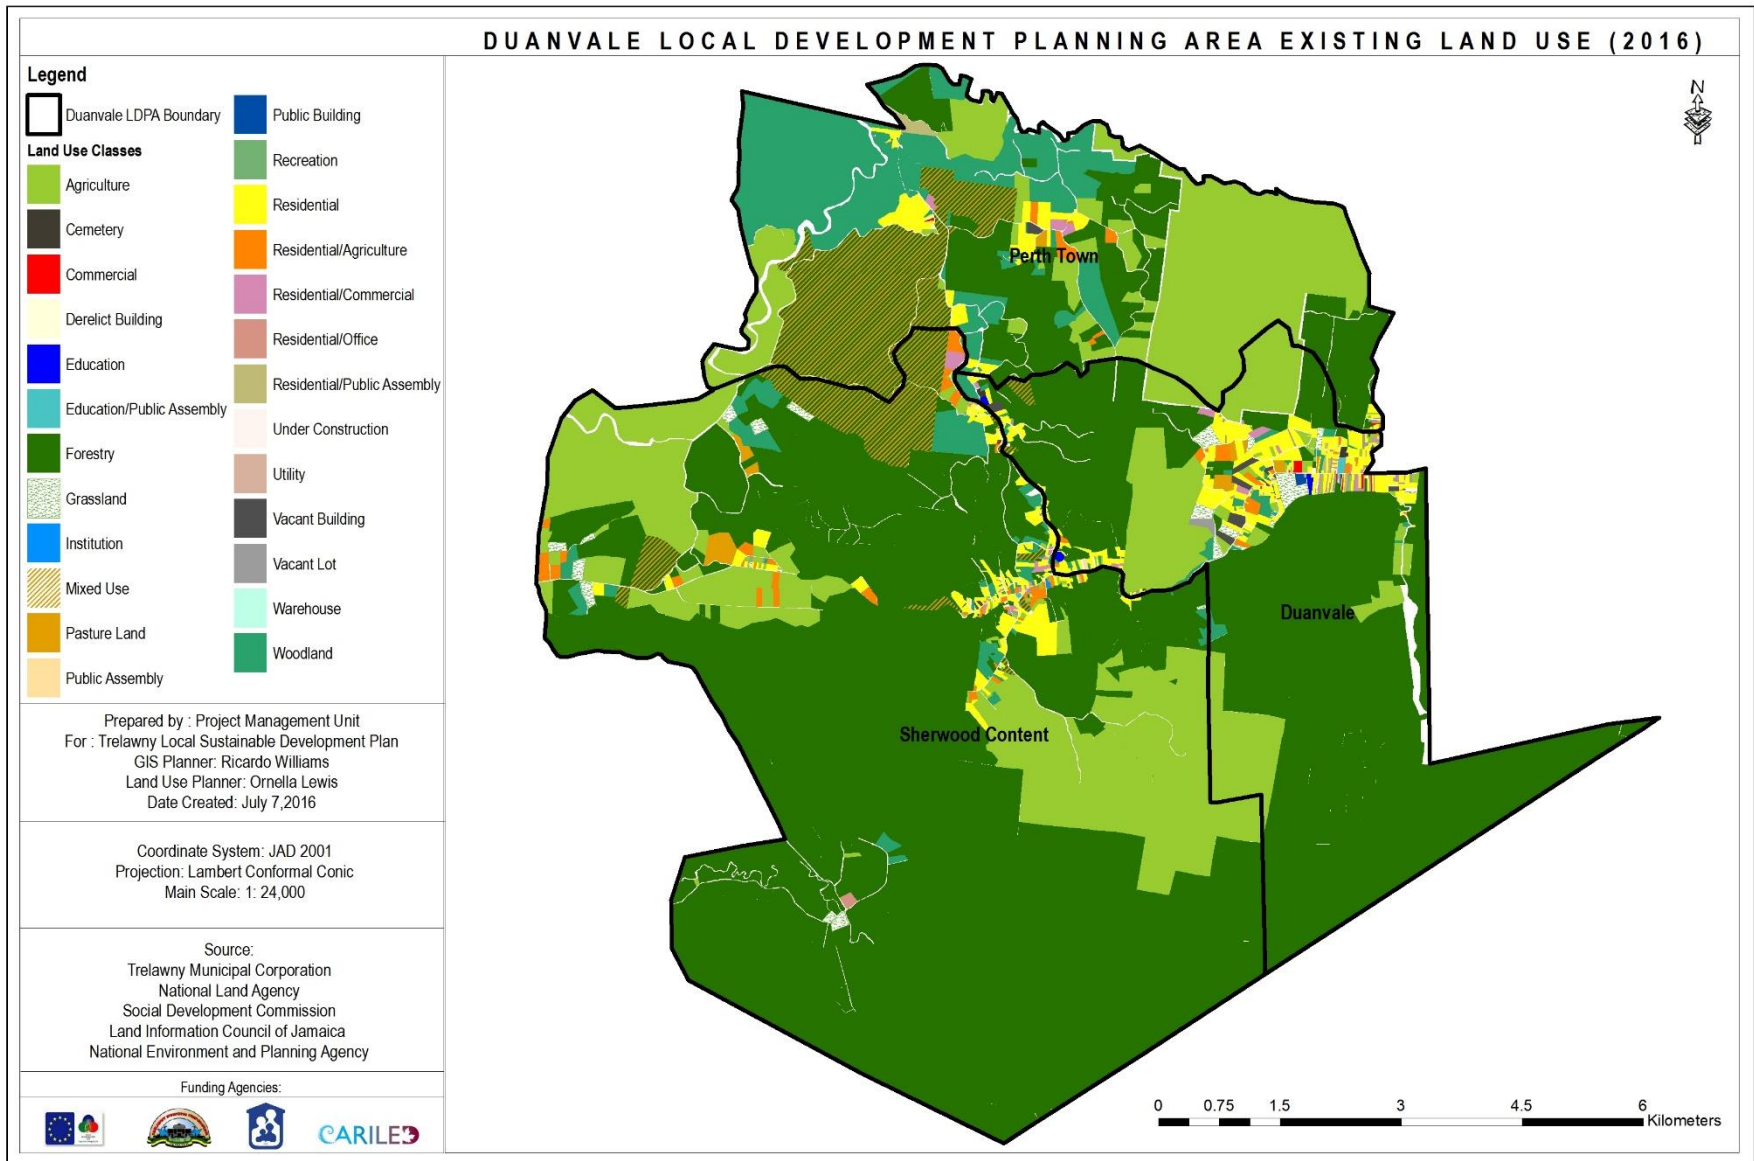 DUANVALE LOCAL DEVELOPMENT PLANNING AREA EXISTING LAND USE (2016)
Legend
Duanvale LDPA Boundary
Land Use Classes
Agriculture
Cemetery
Commercial
Derelict Building
Education
Education/Public Assembly
Forestry
Grassland
Institution
Mixed Use
Pasture Land
Public Assembly
Public Building
Recreation
Residential
Residential/Agriculture
Residential/Commercial
Residential/Office
Residential/Public Assembly
Under Construction
Utility
Vacant Building
Vacant Lot
Warehouse
Woodland
Prepared by : Project Management Unit
For : Trelawny Local Sustainable Development Plan
GIS Planner: Ricardo Williams
Land Use Planner: Ornella Lewis
Date Created: July 7,2016
Coordinate System: JAD 2001
Projection: Lambert Conformal Conic
Main Scale: 1: 24,000
Source:
Trelawny Municipal Corporation
National Land Agency
Social Development Commission
Land Information Council of Jamaica
National Environment and Planning Agency
Funding Agencies:
CARILED
N
Perth Town
Duanvale
Sherwood Content
0 0.75 1.5 3 4.5 6
Kilometers